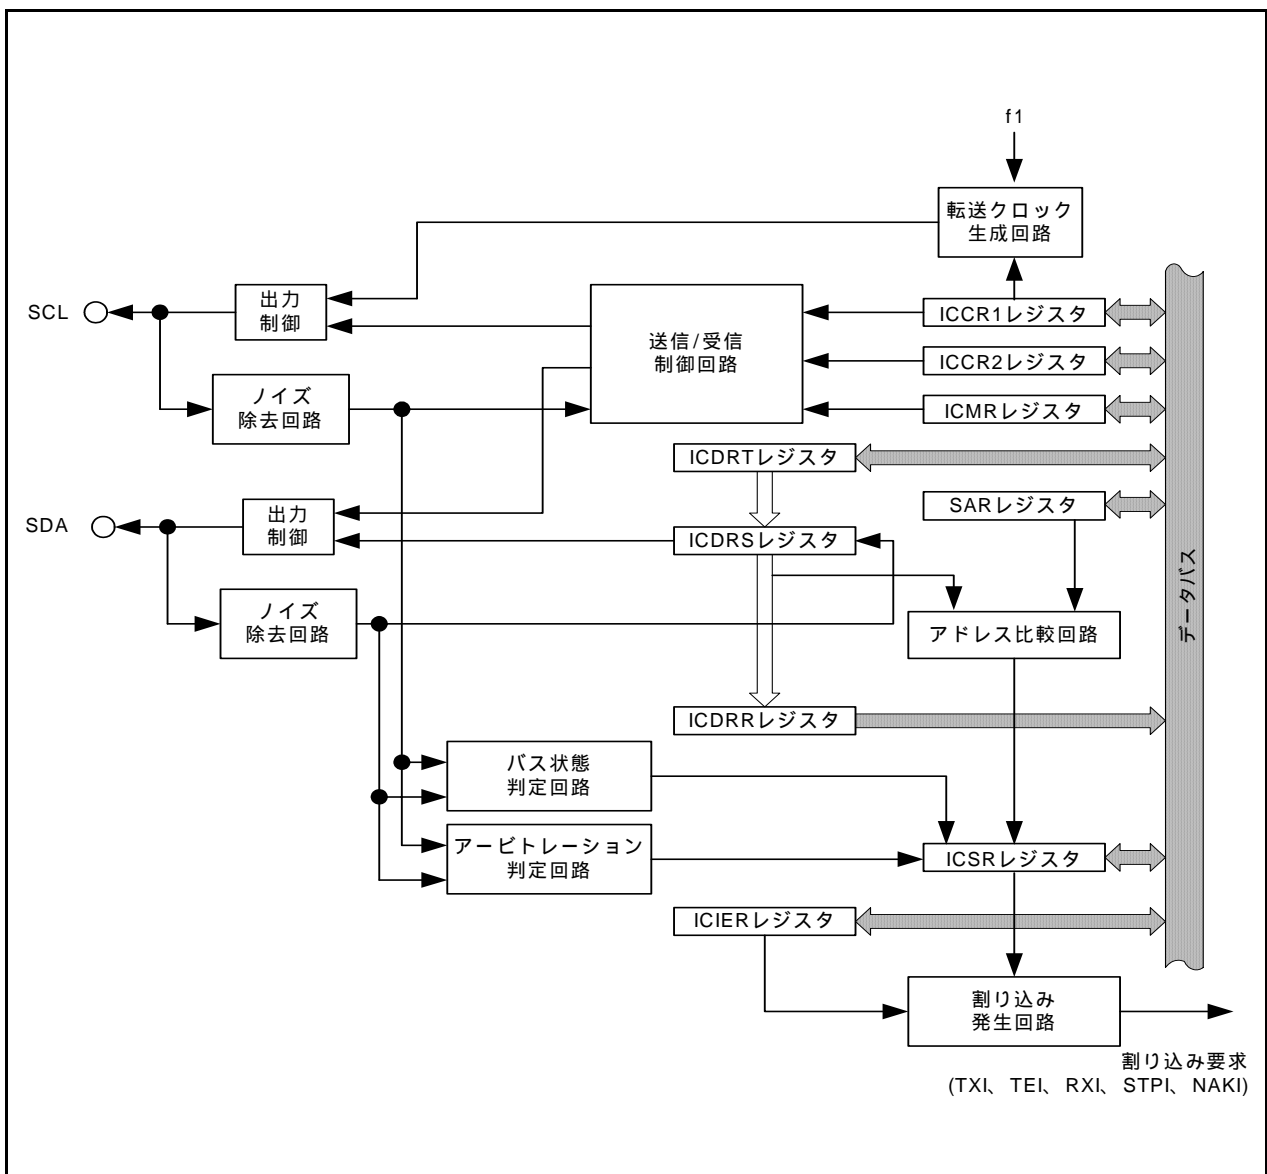 f1
転送クロック
生成回路
SCL
出力
制御
送信/受信
制御回路
ICCR1レジスタ
ICCR2レジスタ
ノイズ
除去回路
ICMRレジスタ
ICDRTレジスタ
SARレジスタ
SDA
出力
制御
ICDRSレジスタ
データバス
ノイズ
除去回路
アドレス比較回路
ICDRRレジスタ
バス状態
判定回路
アービトレーション
判定回路
ICSRレジスタ
ICIERレジスタ
割り込み
発生回路
割り込み要求
(TXI、TEI、RXI、STPI、NAKI)